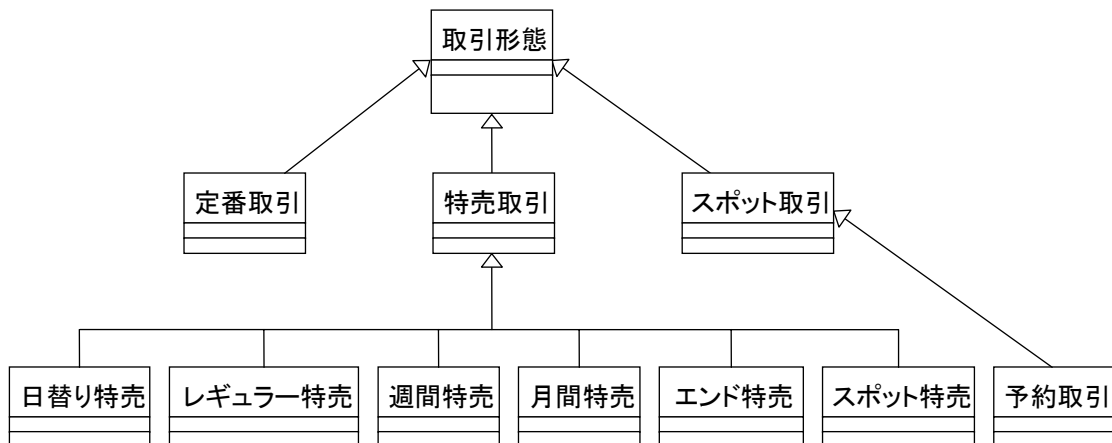 取引形態
定番取引
特売取引
スポット取引
日替り特売
レギュラー特売
週間特売
月間特売
エンド特売
スポット特売
予約取引